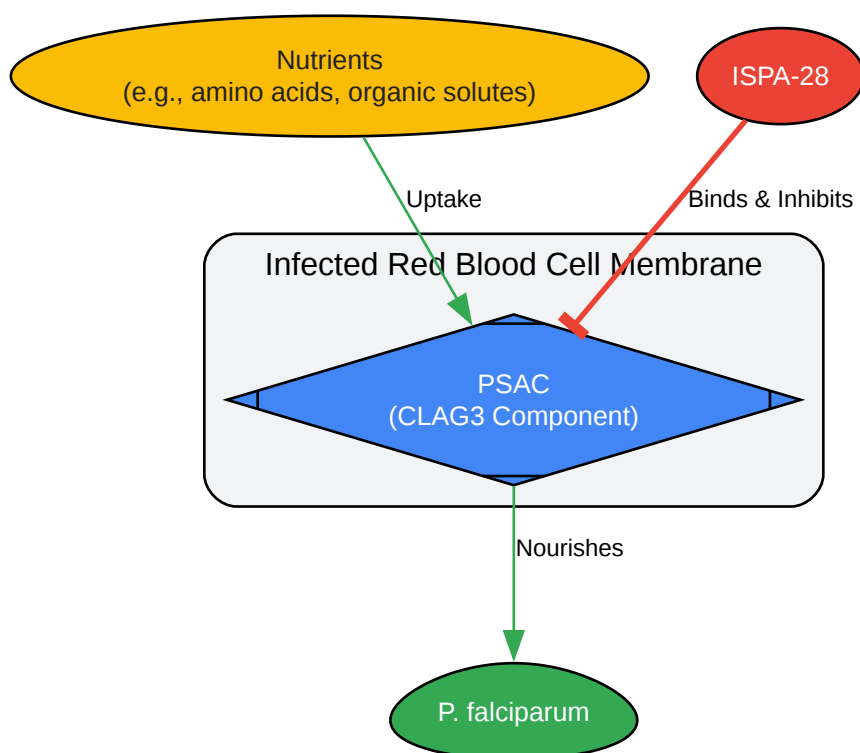 Nutrients
(e.g., amino acids, organic solutes)
ISPA-28
Uptake
Binds & Inhibits
Infected Red Blood Cell Membrane
PSAC
(CLAG3 Component)
Nourishes
P. falciparum